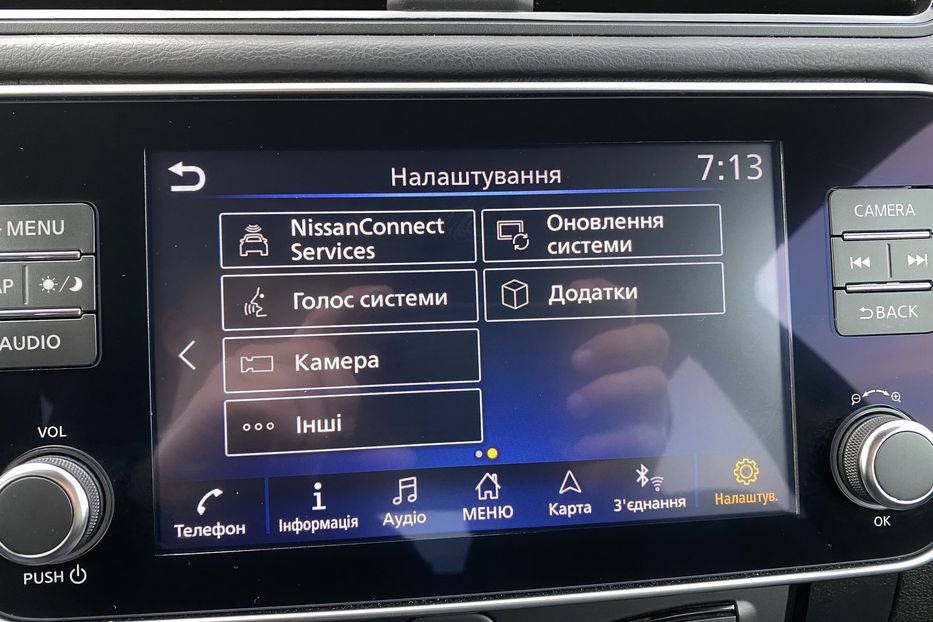 Налаштування
7:13
NissanConnect
Services
Оновлення
системи
Голос системи
Додатки
Камера
Інші
Телефон
Інформація
Аудіо
МЕНЮ
Карта
З'єднання
Налаштув.
MENU
AUDIO
VOL
PUSH
CAMERA
BACK
OK